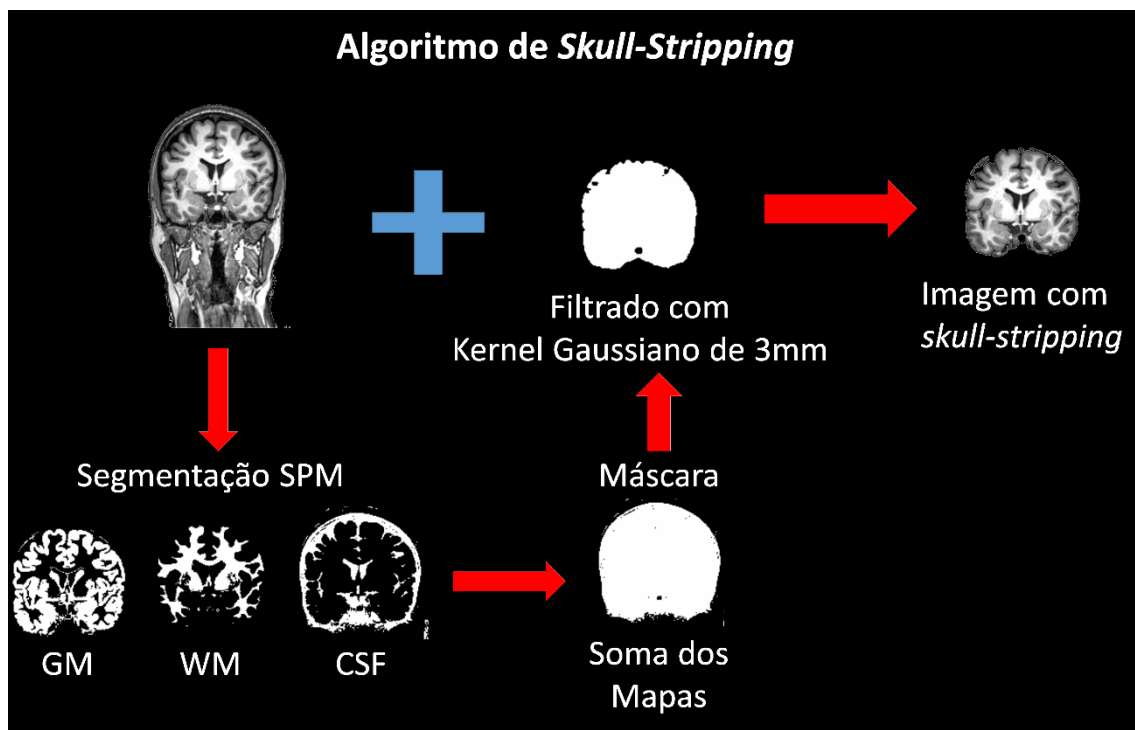 Algoritmo de Skull-Stripping
Filtrado com
Kernel Gaussiano de 3mm
Imagem com
skull-stripping
Segmentação SPM
Máscara
GM
WM
CSF
Soma dos
Mapas